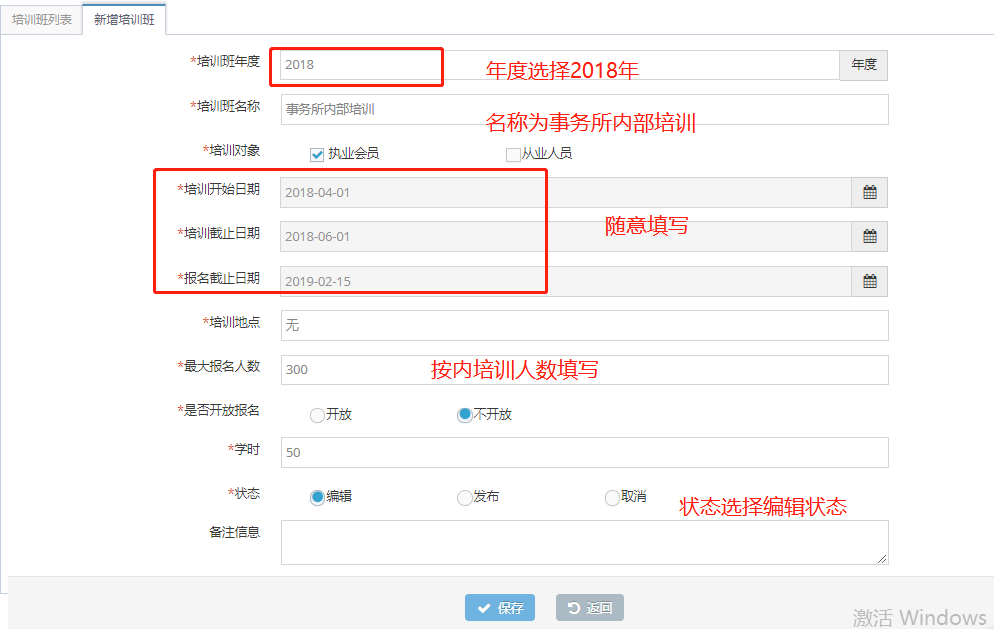 培训班列表 新增培训班
*培训班年度 2018 年度选择2018年 年度
*培训班名称 事务所内部培训 名称为事务所内部培训
*培训对象 执业会员 从业人员
*培训开始日期 2018-04-01
*培训截止日期 2018-06-01 随意填写
*报名截止日期 2019-02-15
*培训地点 无
*最大报名人数 300 按内培训人数填写
*是否开放报名 开放 不开放
*学时 50
*状态 编辑 发布 取消 状态选择编辑状态
备注信息
保存 返回
激活 Windows